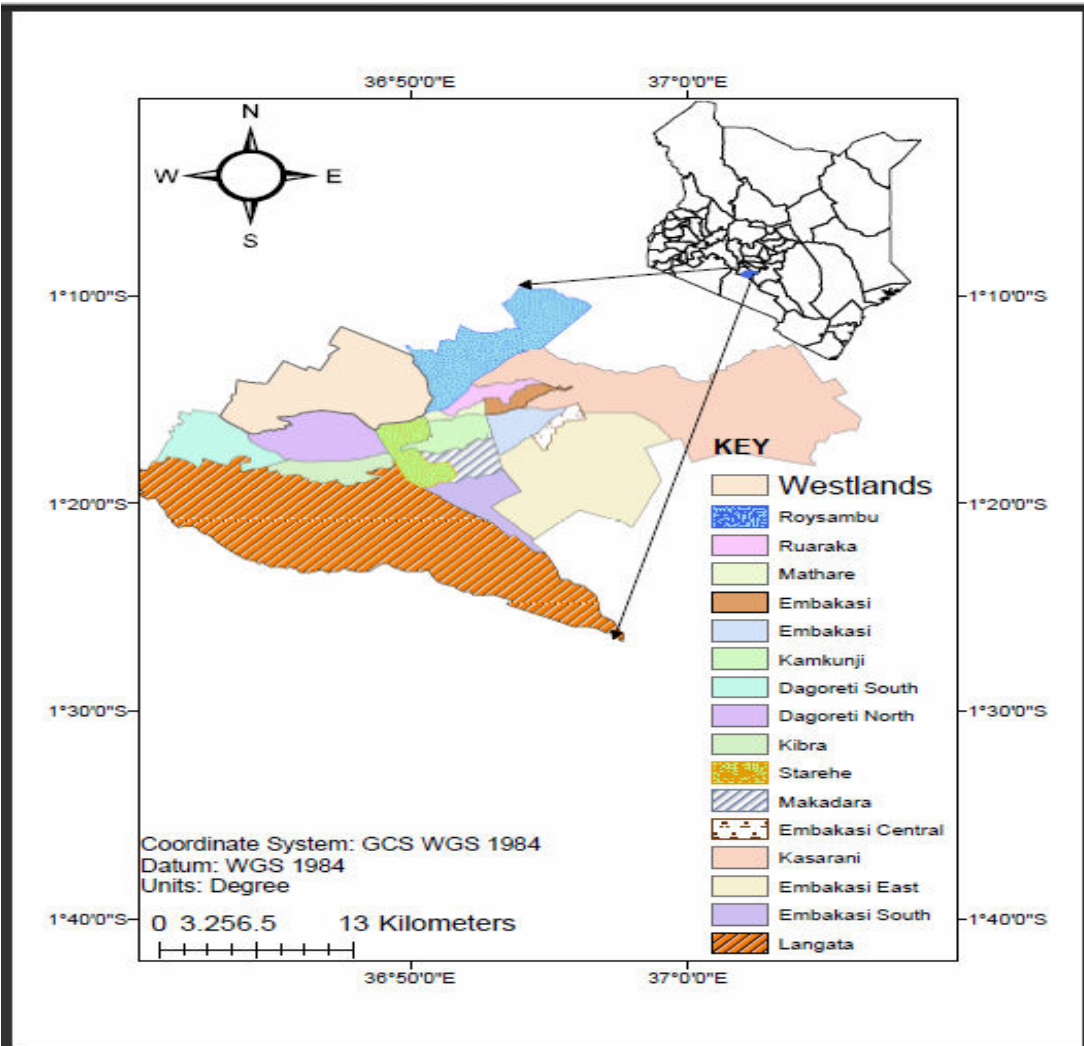 36°50'0"E 37°0'0"E
N
W E
S
1°10'0"S 1°10'0"S
KEY
Westlands
1°20'0"S 1°20'0"S
Roysambu
Ruaraka
Mathare
Embakasi
Embakasi
Kamkunji
Dagoreti South
1°30'0"S 1°30'0"S
Dagoreti North
Kibra
Starehe
Makadara
Embakasi Central
Kasarani
Embakasi East
Embakasi South
Langata
Coordinate System: GCS WGS 1984
Datum: WGS 1984
Units: Degree
1°40'0"S 1°40'0"S
0 3.256.5 13 Kilometers
36°50'0"E 37°0'0"E